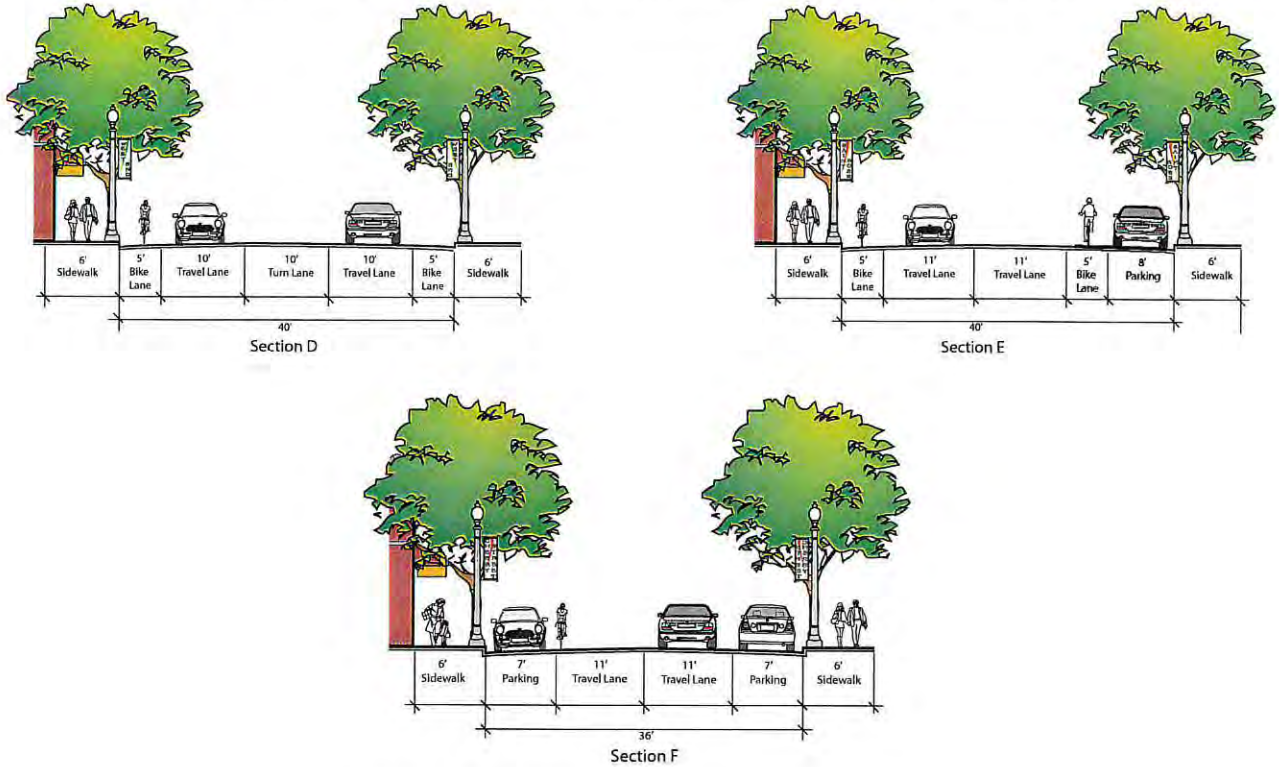 6' Sidewalk
5' Bike Lane
10' Travel Lane
10' Turn Lane
10' Travel Lane
5' Bike Lane
6' Sidewalk
40'
Section D
6' Sidewalk
5' Bike Lane
11' Travel Lane
11' Travel Lane
5' Bike Lane
8' Parking
6' Sidewalk
40'
Section E
6' Sidewalk
7' Parking
11' Travel Lane
11' Travel Lane
7' Parking
6' Sidewalk
36'
Section F